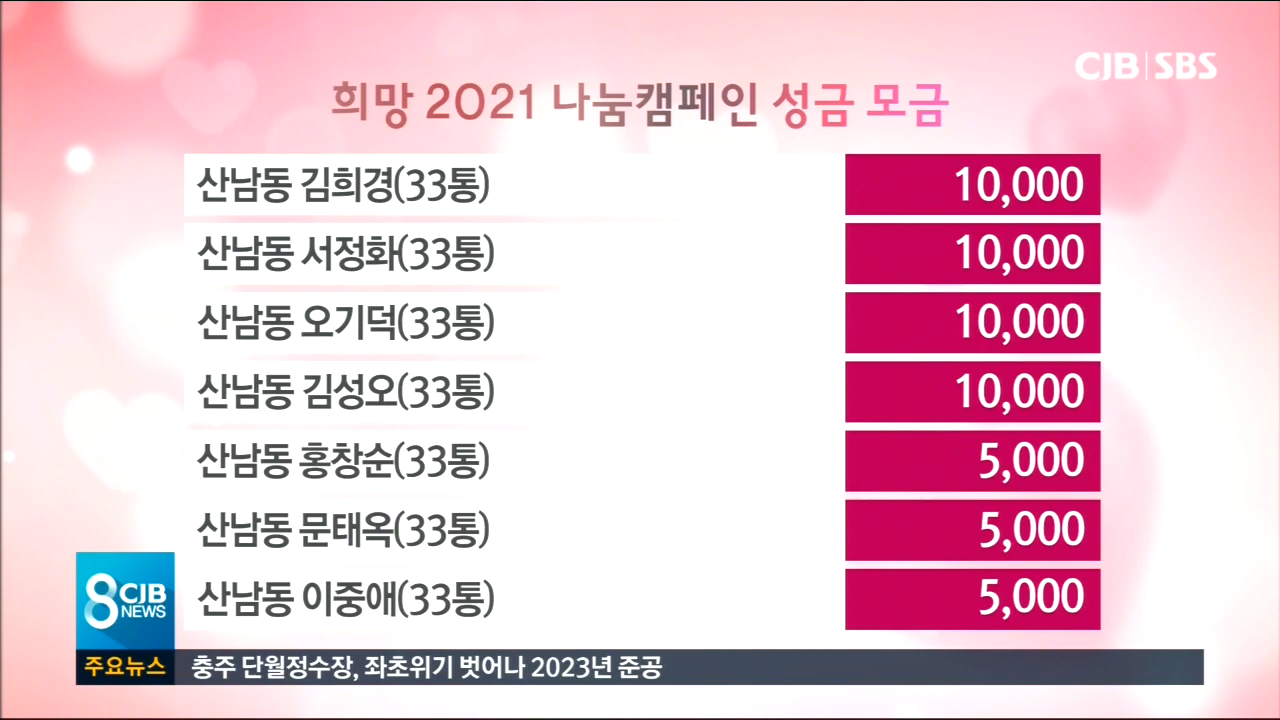 CJB SBS
희망 2021 나눔캠페인 성금 모금
산남동 김희경(33통) 10,000
산남동 서정화(33통) 10,000
산남동 오기덕(33통) 10,000
산남동 김성오(33통) 10,000
산남동 홍창순(33통) 5,000
산남동 문태옥(33통) 5,000
산남동 이중애(33통) 5,000
8 CJB NEWS
주요뉴스 충주 단월정수장, 좌초위기 벗어나 2023년 준공